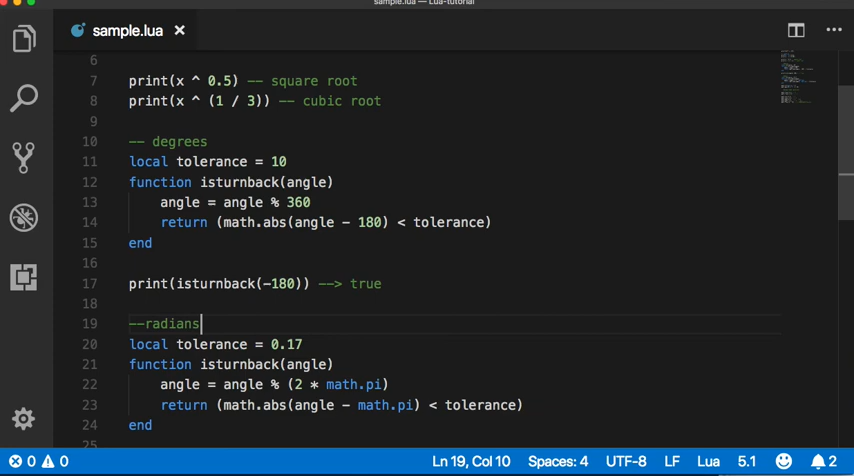 sample.lua — Lua-tutorial
sample.lua ×
6
7 print(x ^ 0.5) -- square root
8 print(x ^ (1 / 3)) -- cubic root
9
10 -- degrees
11 local tolerance = 10
12 function isturnback(angle)
13 angle = angle % 360
14 return (math.abs(angle - 180) < tolerance)
15 end
16
17 print(isturnback(-180)) --> true
18
19 --radians
20 local tolerance = 0.17
21 function isturnback(angle)
22 angle = angle % (2 * math.pi)
23 return (math.abs(angle - math.pi) < tolerance)
24 end
25
0 0 Ln 19, Col 10 Spaces: 4 UTF-8 LF Lua 5.1 2